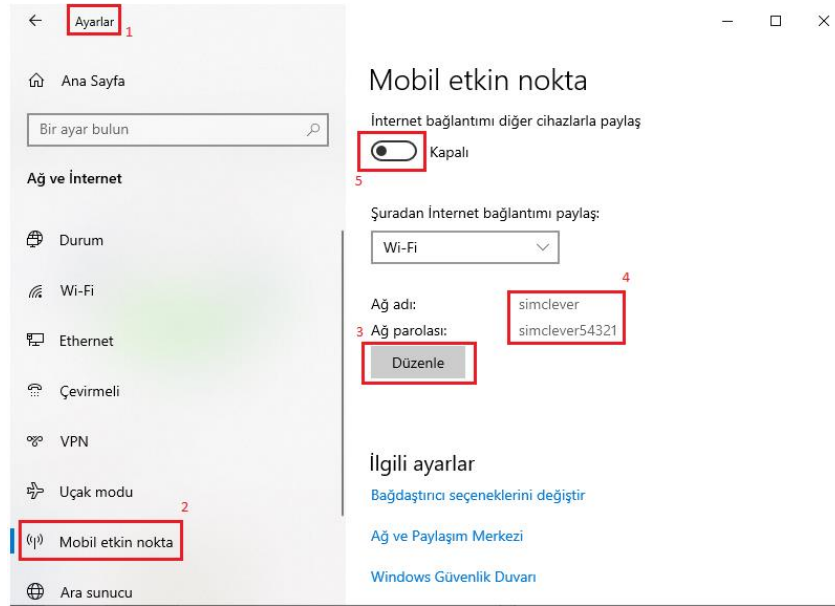 Ayarlar
1
Ana Sayfa
Bir ayar bulun
Ağ ve İnternet
Durum
Wi-Fi
Ethernet
Çevirmeli
VPN
Uçak modu
2
Mobil etkin nokta
Ara sunucu
Mobil etkin nokta
İnternet bağlantımı diğer cihazlarla paylaş
Kapalı
5
Şuradan İnternet bağlantımı paylaş:
Wi-Fi
4
Ağ adı: simclever
3 Ağ parolası: simclever54321
Düzenle
İlgili ayarlar
Bağdaştırıcı seçeneklerini değiştir
Ağ ve Paylaşım Merkezi
Windows Güvenlik Duvarı